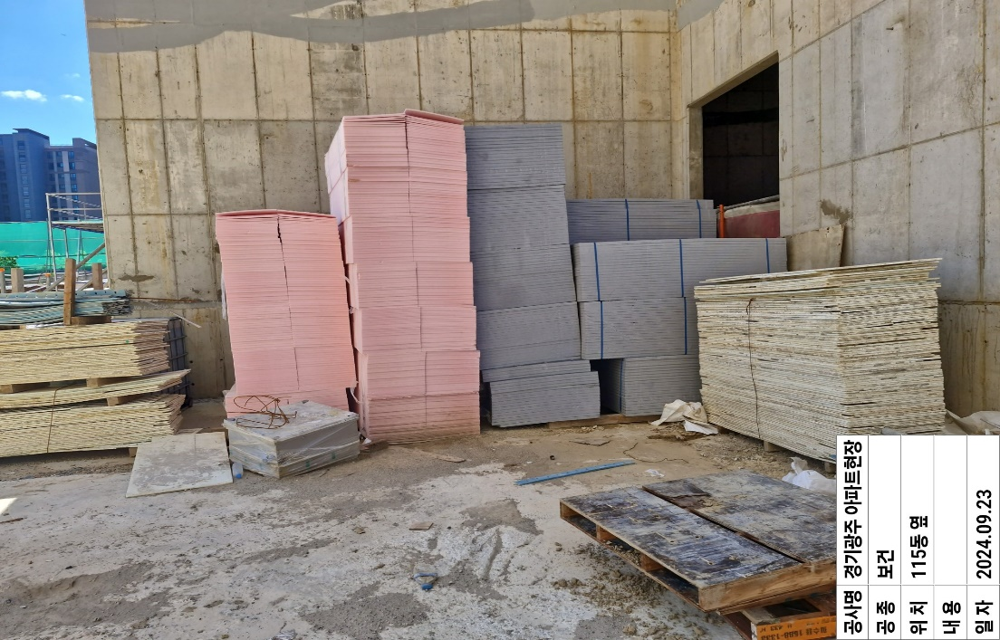 공사명 경기광주 아파트현장
공종 보건
위치 115동 옆
내용
일자 2024.09.23